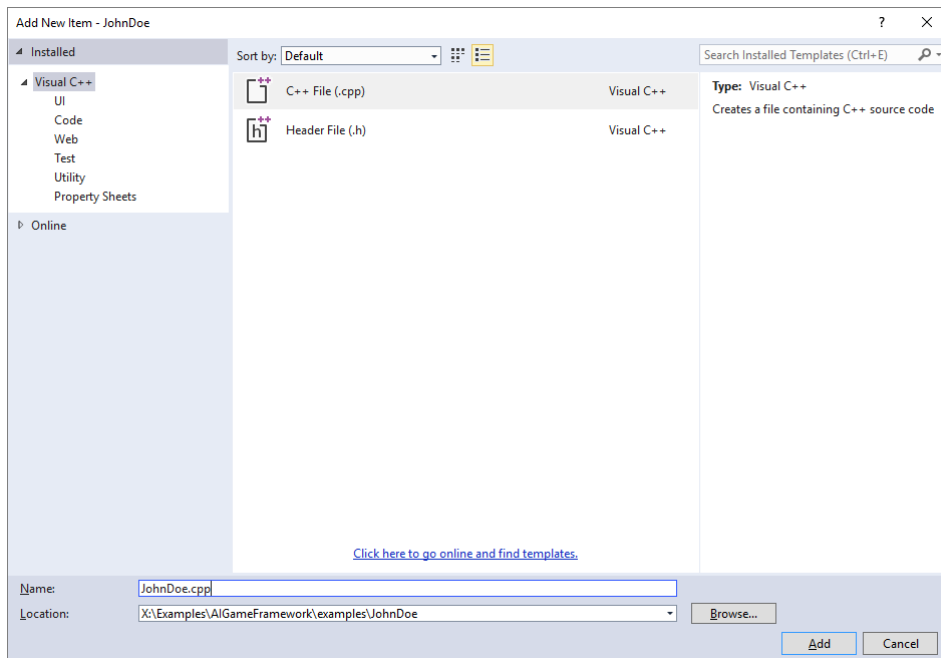 Add New Item - JohnDoe
Installed
Visual C++
UI
Code
Web
Test
Utility
Property Sheets
Online
Sort by: Default
C++ File (.cpp) Visual C++
Header File (.h) Visual C++
Click here to go online and find templates.
Search Installed Templates (Ctrl+E)
Type: Visual C++
Creates a file containing C++ source code
Name: JohnDoe.cpp
Location: X:\Examples\AIGameFramework\examples\JohnDoe
Browse...
Add Cancel